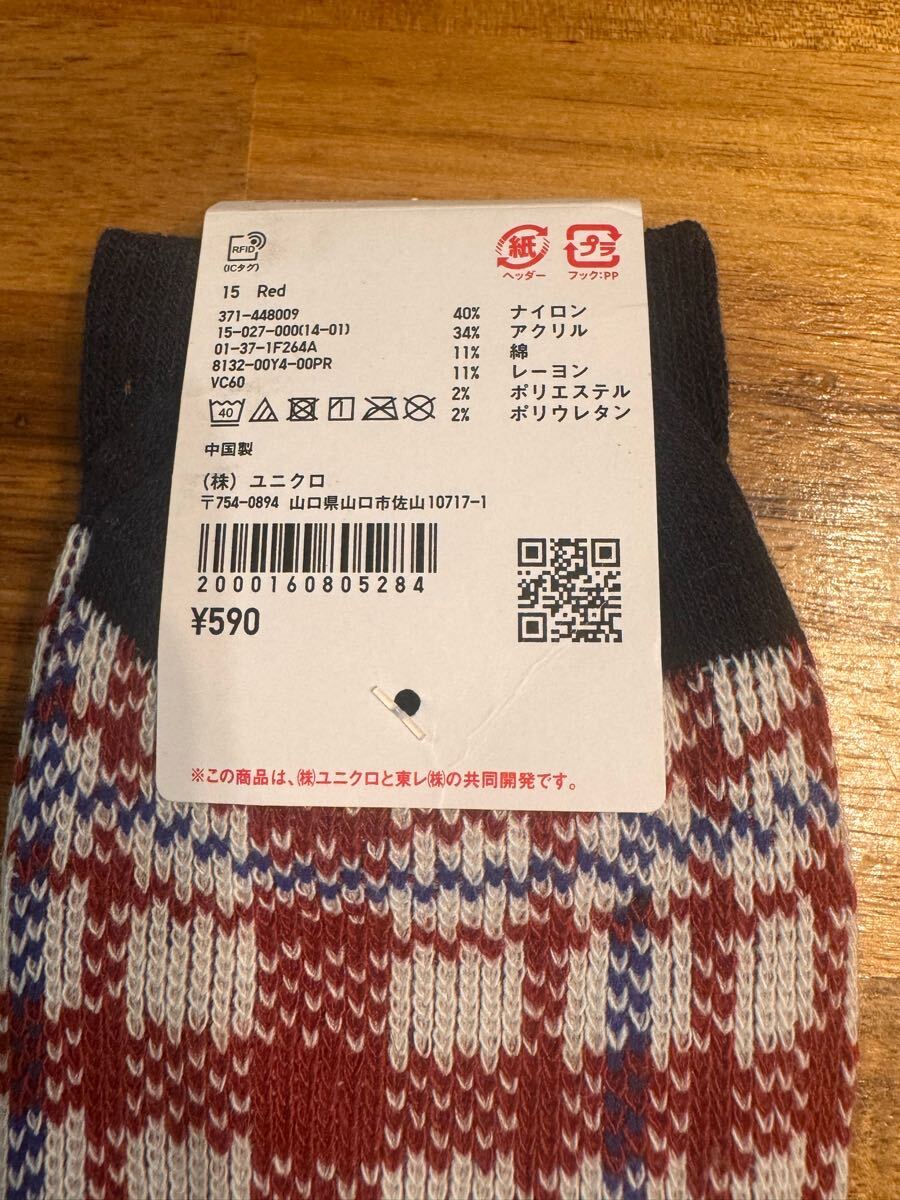 RFID
(ICタグ)
紙
ヘッダー
プラ
フック:PP
15 Red
371-448009
15-027-000(14-01)
01-37-1F264A
8132-00Y4-00PR
VC60
40% ナイロン
34% アクリル
11% 綿
11% レーヨン
2% ポリエステル
2% ポリウレタン
40
中国製
(株) ユニクロ
〒754-0894 山口県山口市佐山10717-1
2000160805284
¥590
※この商品は、(株)ユニクロと東レ(株)の共同開発です。